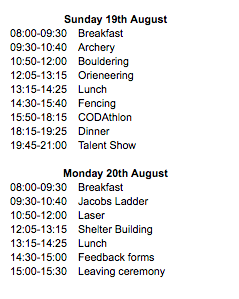 Sunday 19th August
08:00-09:30 Breakfast
09:30-10:40 Archery
10:50-12:00 Bouldering
12:05-13:15 Orieneering
13:15-14:25 Lunch
14:30-15:40 Fencing
15:50-18:15 CODAthlon
18:15-19:25 Dinner
19:45-21:00 Talent Show
Monday 20th August
08:00-09:30 Breakfast
09:30-10:40 Jacobs Ladder
10:50-12:00 Laser
12:05-13:15 Shelter Building
13:15-14:25 Lunch
14:30-15:00 Feedback forms
15:00-15:30 Leaving ceremony